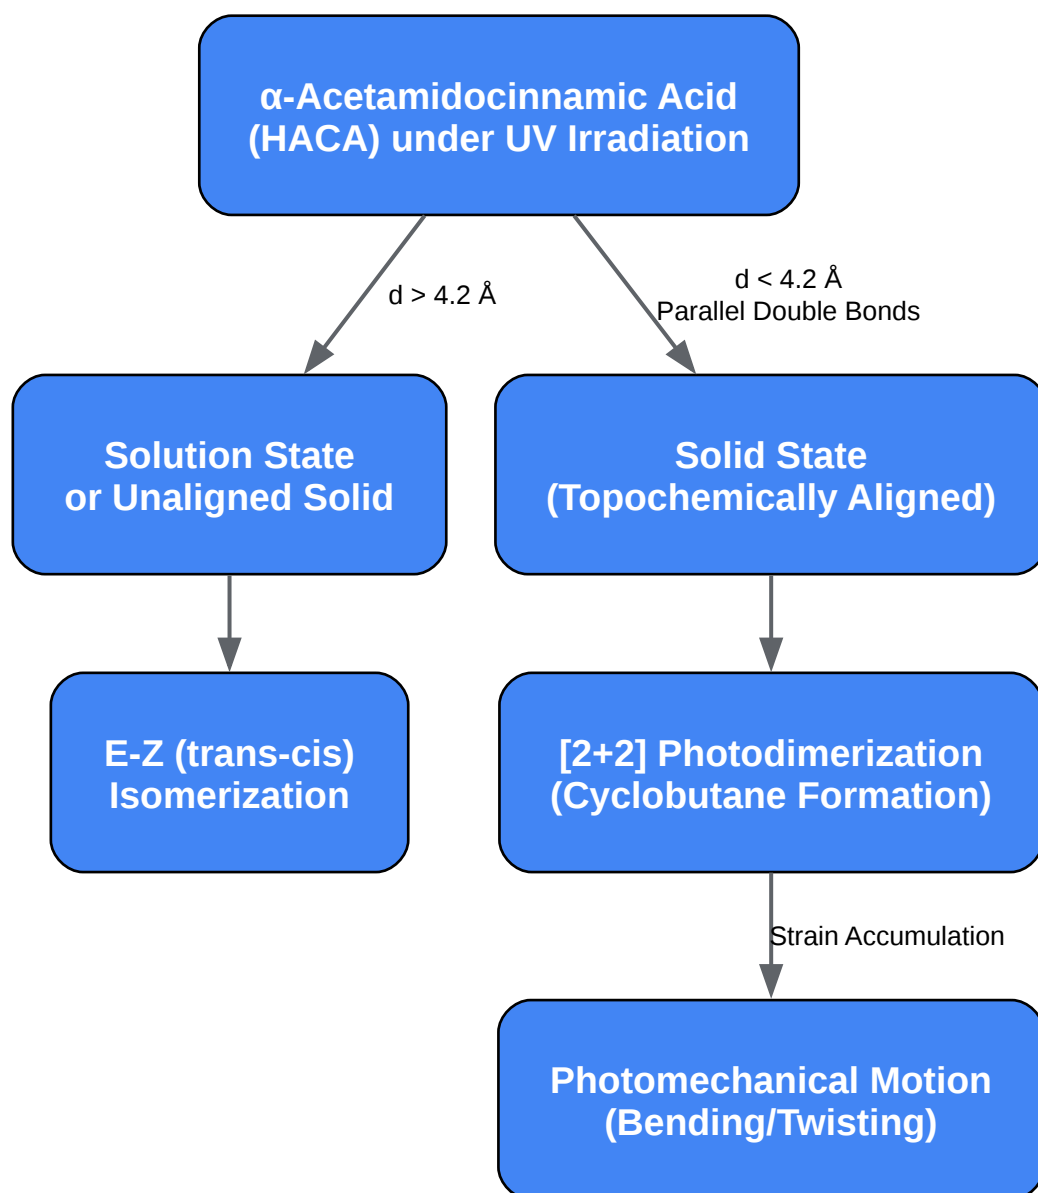 α-Acetamidocinnamic Acid
(HACA) under UV Irradiation
d > 4.2 Å
d < 4.2 Å
Parallel Double Bonds
Solution State
or Unaligned Solid
Solid State
(Topochemically Aligned)
E-Z (trans-cis)
Isomerization
[2+2] Photodimerization
(Cyclobutane Formation)
Strain Accumulation
Photomechanical Motion
(Bending/Twisting)